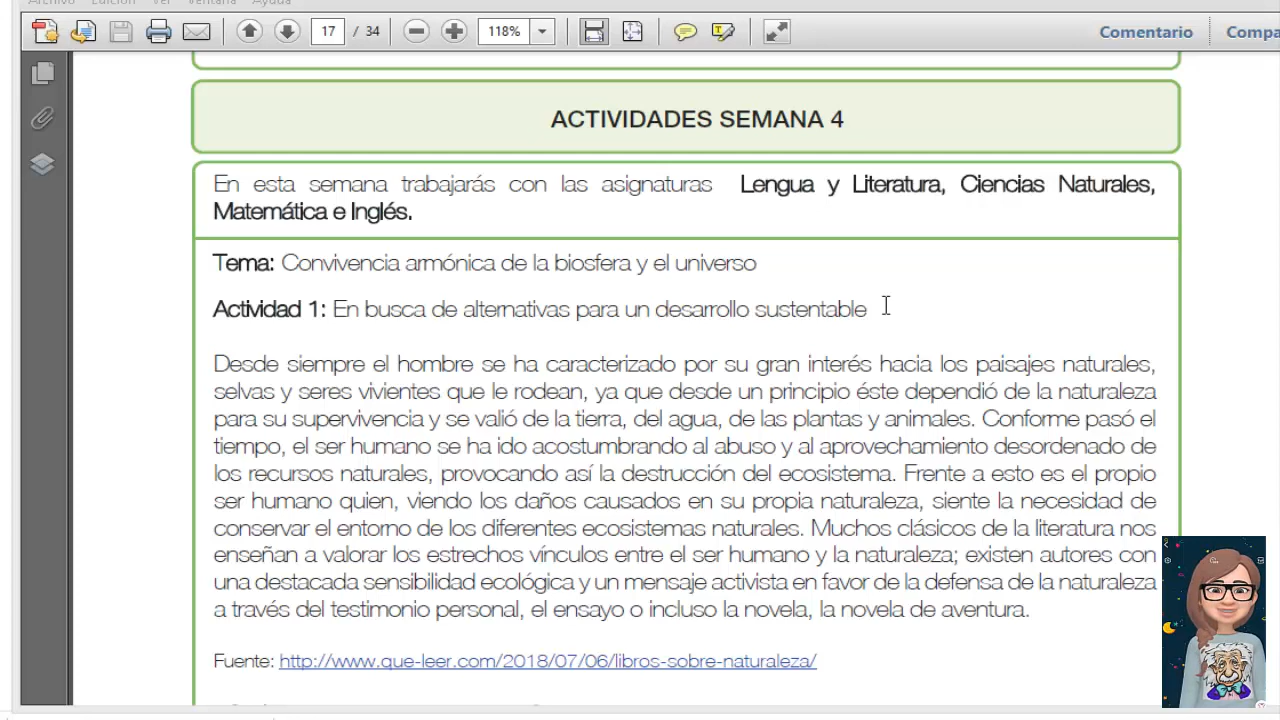 Archivo Edición Ver Ventana Ayuda
17 / 34 118% Comentario Compa
ACTIVIDADES SEMANA 4
En esta semana trabajarás con las asignaturas Lengua y Literatura, Ciencias Naturales,
Matemática e Inglés.
Tema: Convivencia armónica de la biosfera y el universo
Actividad 1: En busca de alternativas para un desarrollo sustentable
Desde siempre el hombre se ha caracterizado por su gran interés hacia los paisajes naturales,
selvas y seres vivientes que le rodean, ya que desde un principio éste dependió de la naturaleza
para su supervivencia y se valió de la tierra, del agua, de las plantas y animales. Conforme pasó el
tiempo, el ser humano se ha ido acostumbrando al abuso y al aprovechamiento desordenado de
los recursos naturales, provocando así la destrucción del ecosistema. Frente a esto es el propio
ser humano quien, viendo los daños causados en su propia naturaleza, siente la necesidad de
conservar el entorno de los diferentes ecosistemas naturales. Muchos clásicos de la literatura nos
enseñan a valorar los estrechos vínculos entre el ser humano y la naturaleza; existen autores con
una destacada sensibilidad ecológica y un mensaje activista en favor de la defensa de la naturaleza
a través del testimonio personal, el ensayo o incluso la novela, la novela de aventura.
Fuente: http://www.que-leer.com/2018/07/06/libros-sobre-naturaleza/